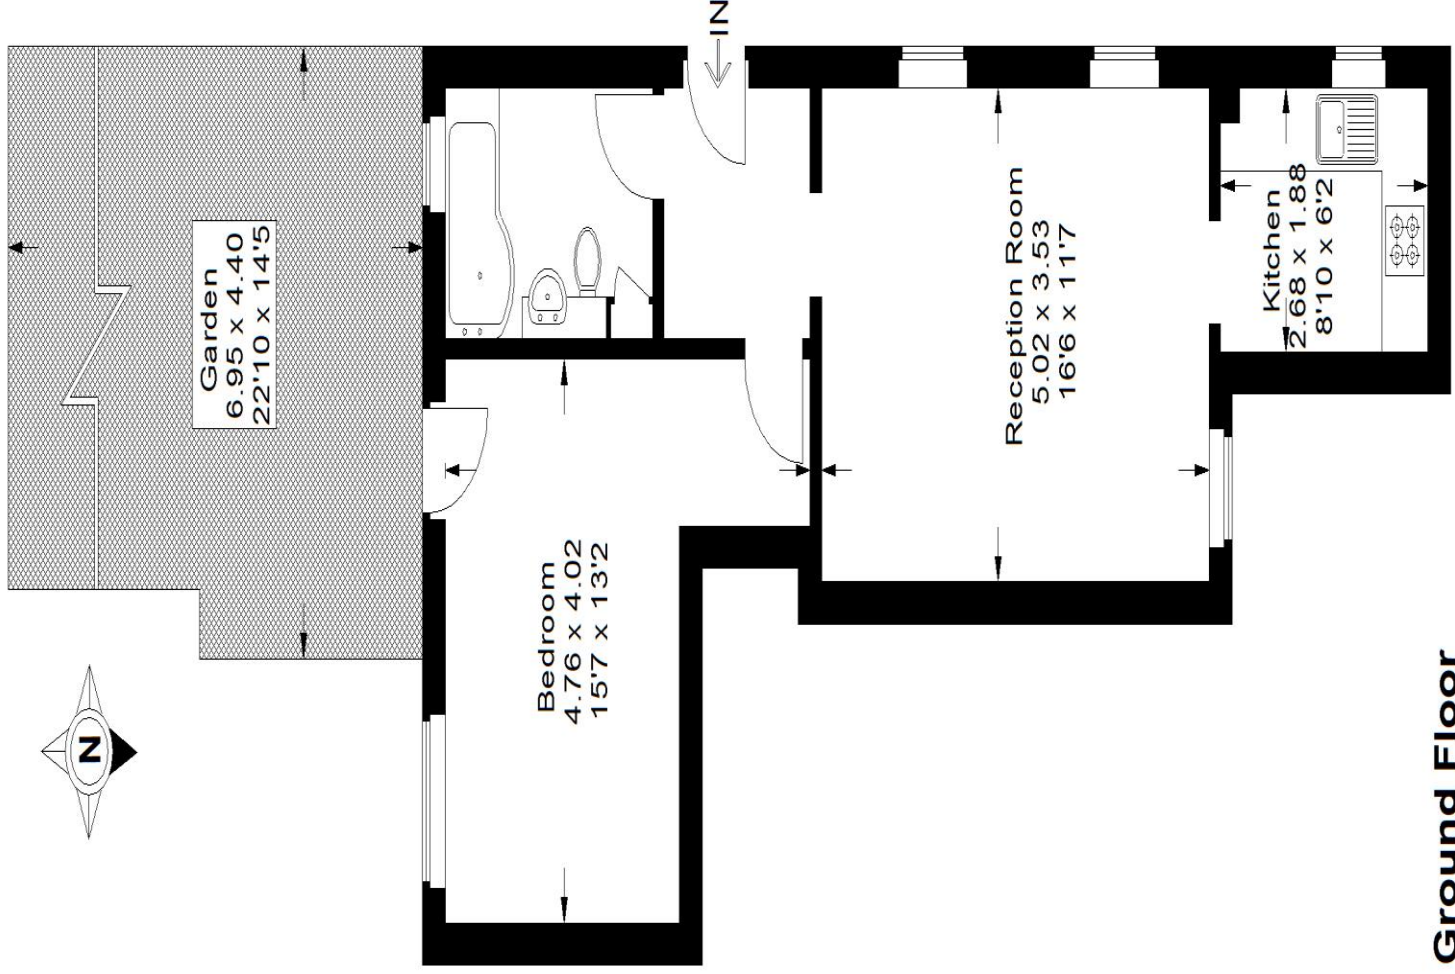 IN
Garden
6.95 x 4.40
22'10 x 14'5
N
Bedroom
4.76 x 4.02
15'7 x 13'2
Reception Room
5.02 x 3.53
16'6 x 11'7
Kitchen
2.68 x 1.88
8'10 x 6'2
Ground Floor